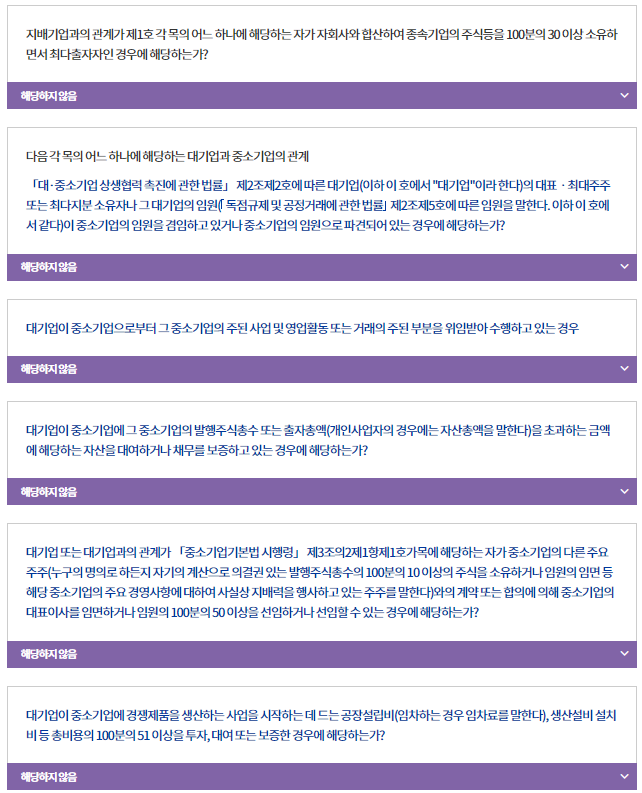 지배기업과의 관계가 제1호 각 목의 어느 하나에 해당하는 자가 자회사와 합산하여 종속기업의 주식등을 100분의 30 이상 소유하
면서 최다출자자인 경우에 해당하는가?
해당하지 않음
다음 각 목의 어느 하나에 해당하는 대기업과 중소기업의 관계
「대·중소기업 상생협력 촉진에 관한 법률」 제2조제2호에 따른 대기업(이하 이 호에서 "대기업"이라 한다)의 대표ㆍ최대주주
또는 최다지분 소유자나 그 대기업의 임원(「독점규제 및 공정거래에 관한 법률」제2조제5호에 따른 임원을 말한다. 이하 이 호에
서 같다)이 중소기업의 임원을 겸임하고 있거나 중소기업의 임원으로 파견되어 있는 경우에 해당하는가?
해당하지 않음
대기업이 중소기업으로부터 그 중소기업의 주된 사업 및 영업활동 또는 거래의 주된 부분을 위임받아 수행하고 있는 경우
해당하지 않음
대기업이 중소기업에 그 중소기업의 발행주식총수 또는 출자총액(개인사업자의 경우에는 자산총액을 말한다)을 초과하는 금액
에 해당하는 자산을 대여하거나 채무를 보증하고 있는 경우에 해당하는가?
해당하지 않음
대기업 또는 대기업과의 관계가 「중소기업기본법 시행령」 제3조의2제1항제1호가목에 해당하는 자가 중소기업의 다른 주요
주주(누구의 명의로 하든지 자기의 계산으로 의결권 있는 발행주식총수의 100분의 10 이상의 주식을 소유하거나 임원의 임면 등
해당 중소기업의 주요 경영사항에 대하여 사실상 지배력을 행사하고 있는 주주를 말한다)와의 계약 또는 합의에 의해 중소기업의
대표이사를 임면하거나 임원의 100분의 50 이상을 선임하거나 선임할 수 있는 경우에 해당하는가?
해당하지 않음
대기업이 중소기업에 경쟁제품을 생산하는 사업을 시작하는 데 드는 공장설립비(임차하는 경우 임차료를 말한다), 생산설비 설치
비 등 총비용의 100분의 51 이상을 투자, 대여 또는 보증한 경우에 해당하는가?
해당하지 않음